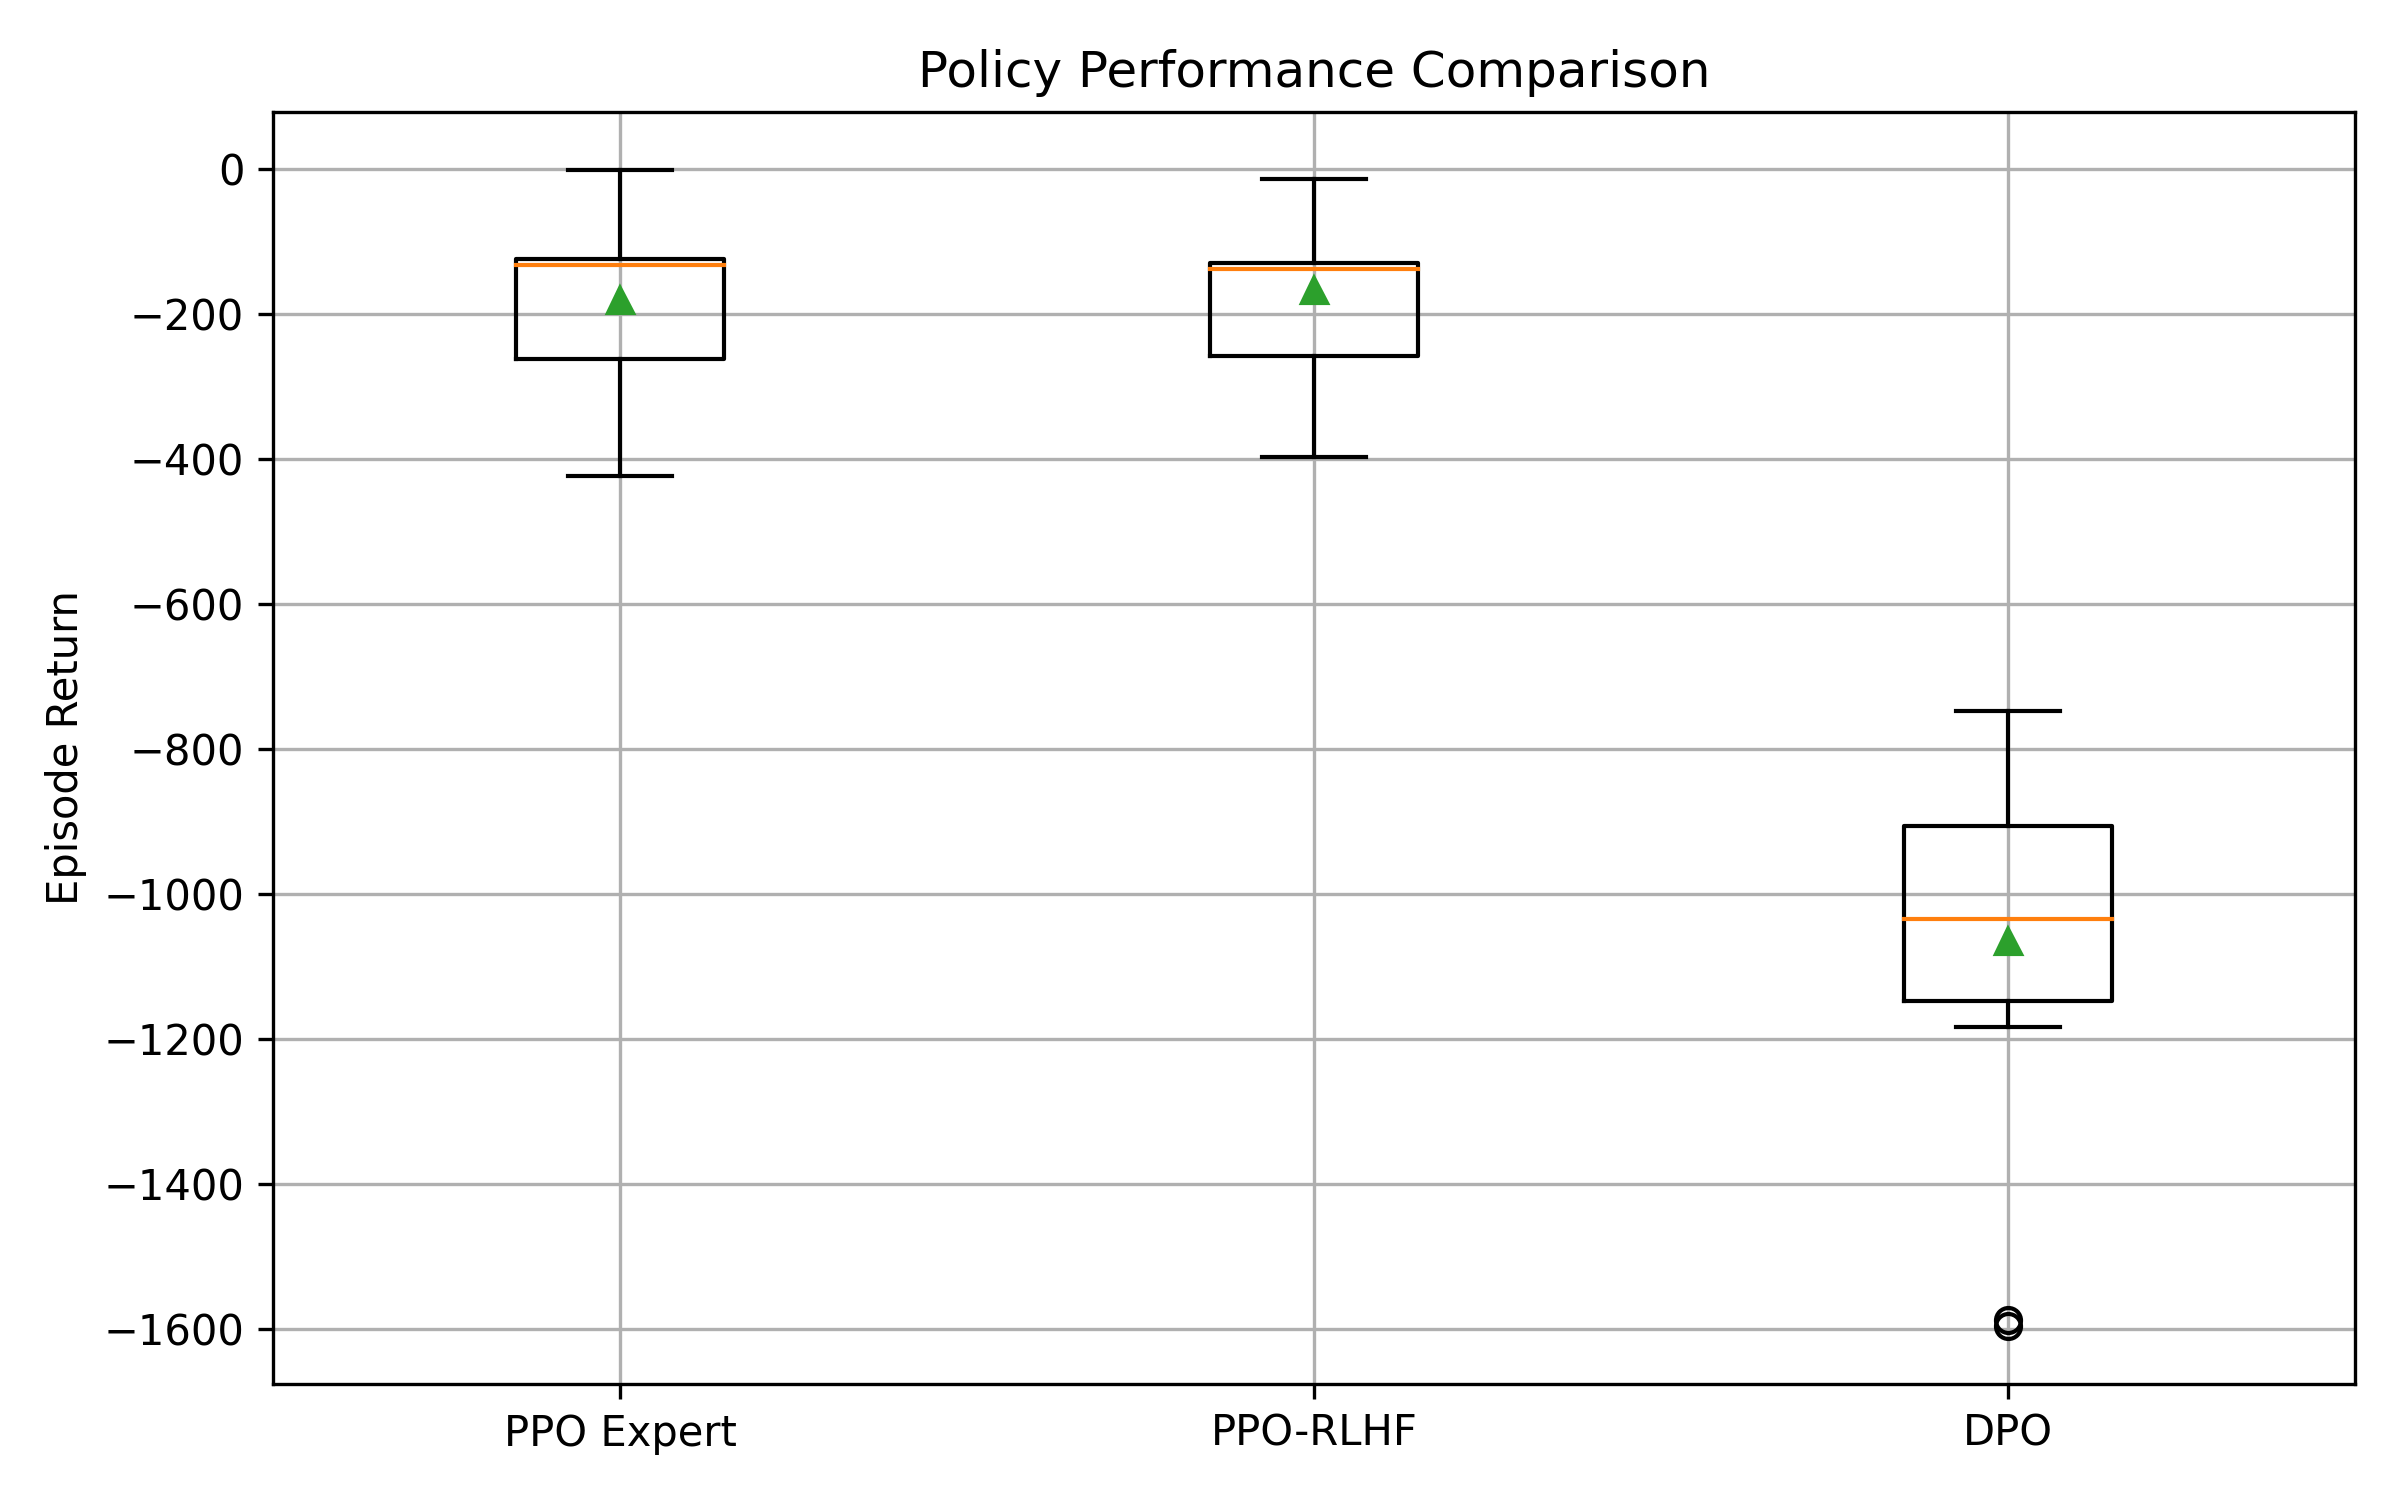 Policy Performance Comparison
Episode Return
0
−200
−400
−600
−800
−1000
−1200
−1400
−1600
PPO Expert
PPO-RLHF
DPO